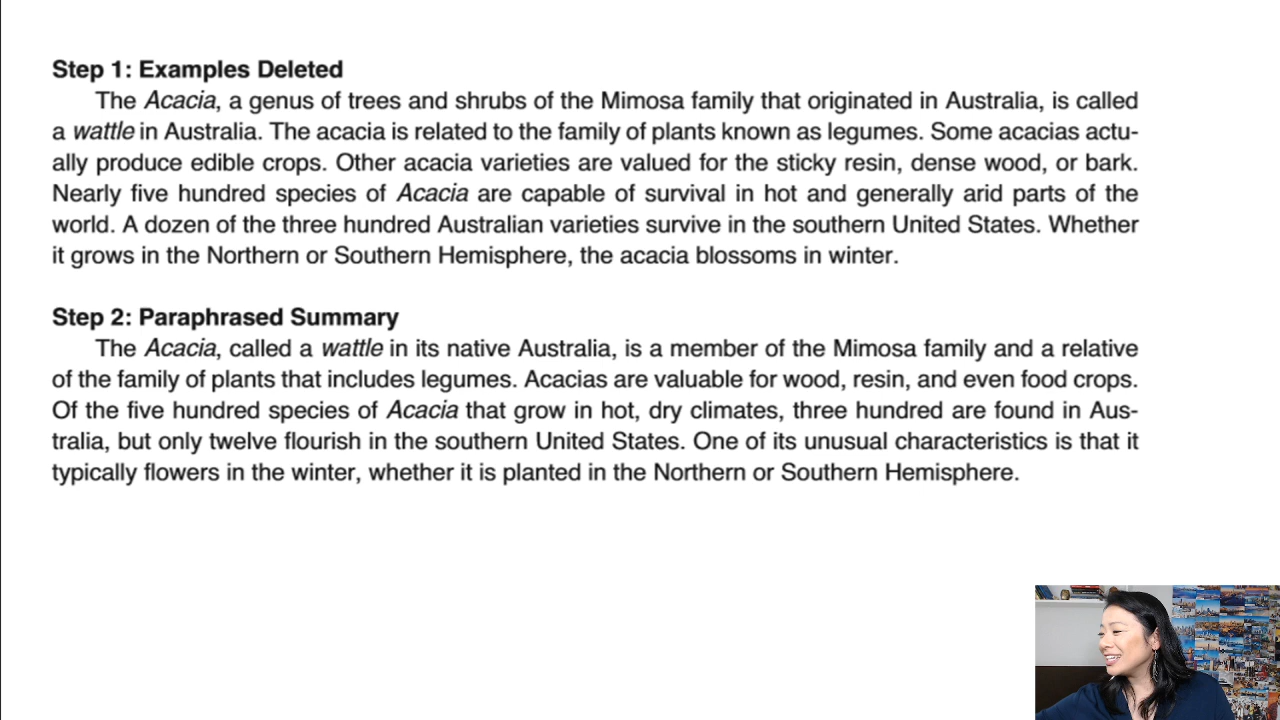 Step 1: Examples Deleted
The Acacia, a genus of trees and shrubs of the Mimosa family that originated in Australia, is called
a wattle in Australia. The acacia is related to the family of plants known as legumes. Some acacias actu-
ally produce edible crops. Other acacia varieties are valued for the sticky resin, dense wood, or bark.
Nearly five hundred species of Acacia are capable of survival in hot and generally arid parts of the
world. A dozen of the three hundred Australian varieties survive in the southern United States. Whether
it grows in the Northern or Southern Hemisphere, the acacia blossoms in winter.
Step 2: Paraphrased Summary
The Acacia, called a wattle in its native Australia, is a member of the Mimosa family and a relative
of the family of plants that includes legumes. Acacias are valuable for wood, resin, and even food crops.
Of the five hundred species of Acacia that grow in hot, dry climates, three hundred are found in Aus-
tralia, but only twelve flourish in the southern United States. One of its unusual characteristics is that it
typically flowers in the winter, whether it is planted in the Northern or Southern Hemisphere.